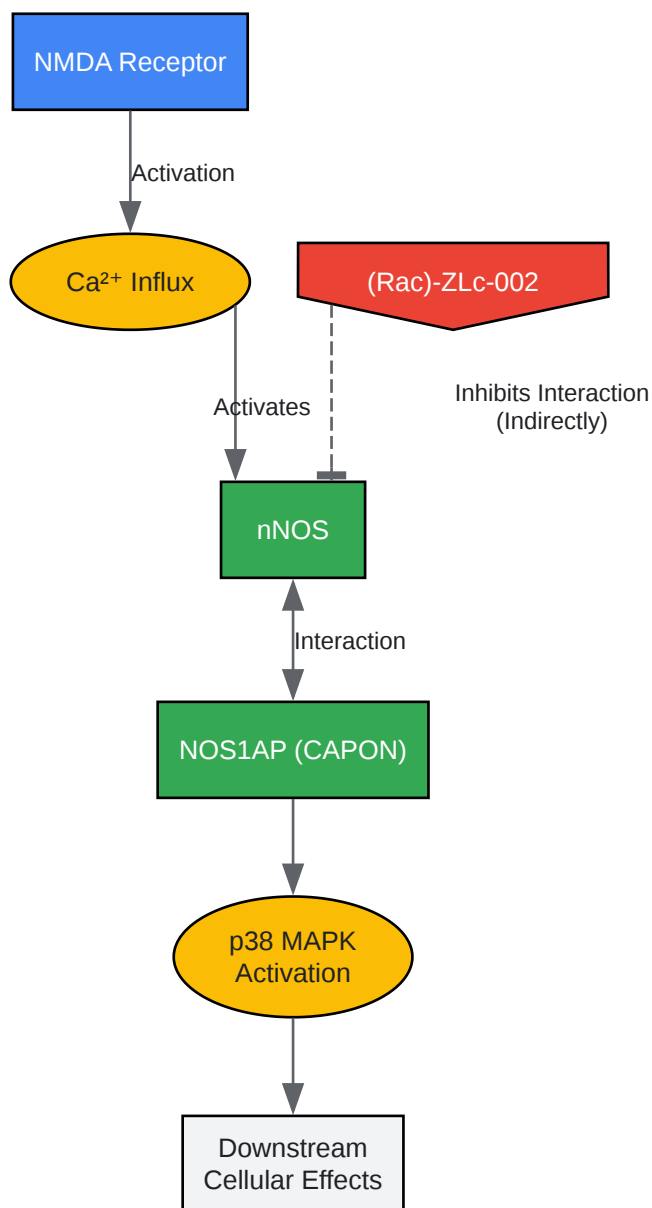 NMDA Receptor
Activation
Ca²⁺ Influx
(Rac)-ZLc-002
Activates
Inhibits Interaction
(Indirectly)
nNOS
Interaction
NOS1AP (CAPON)
p38 MAPK
Activation
Downstream
Cellular Effects